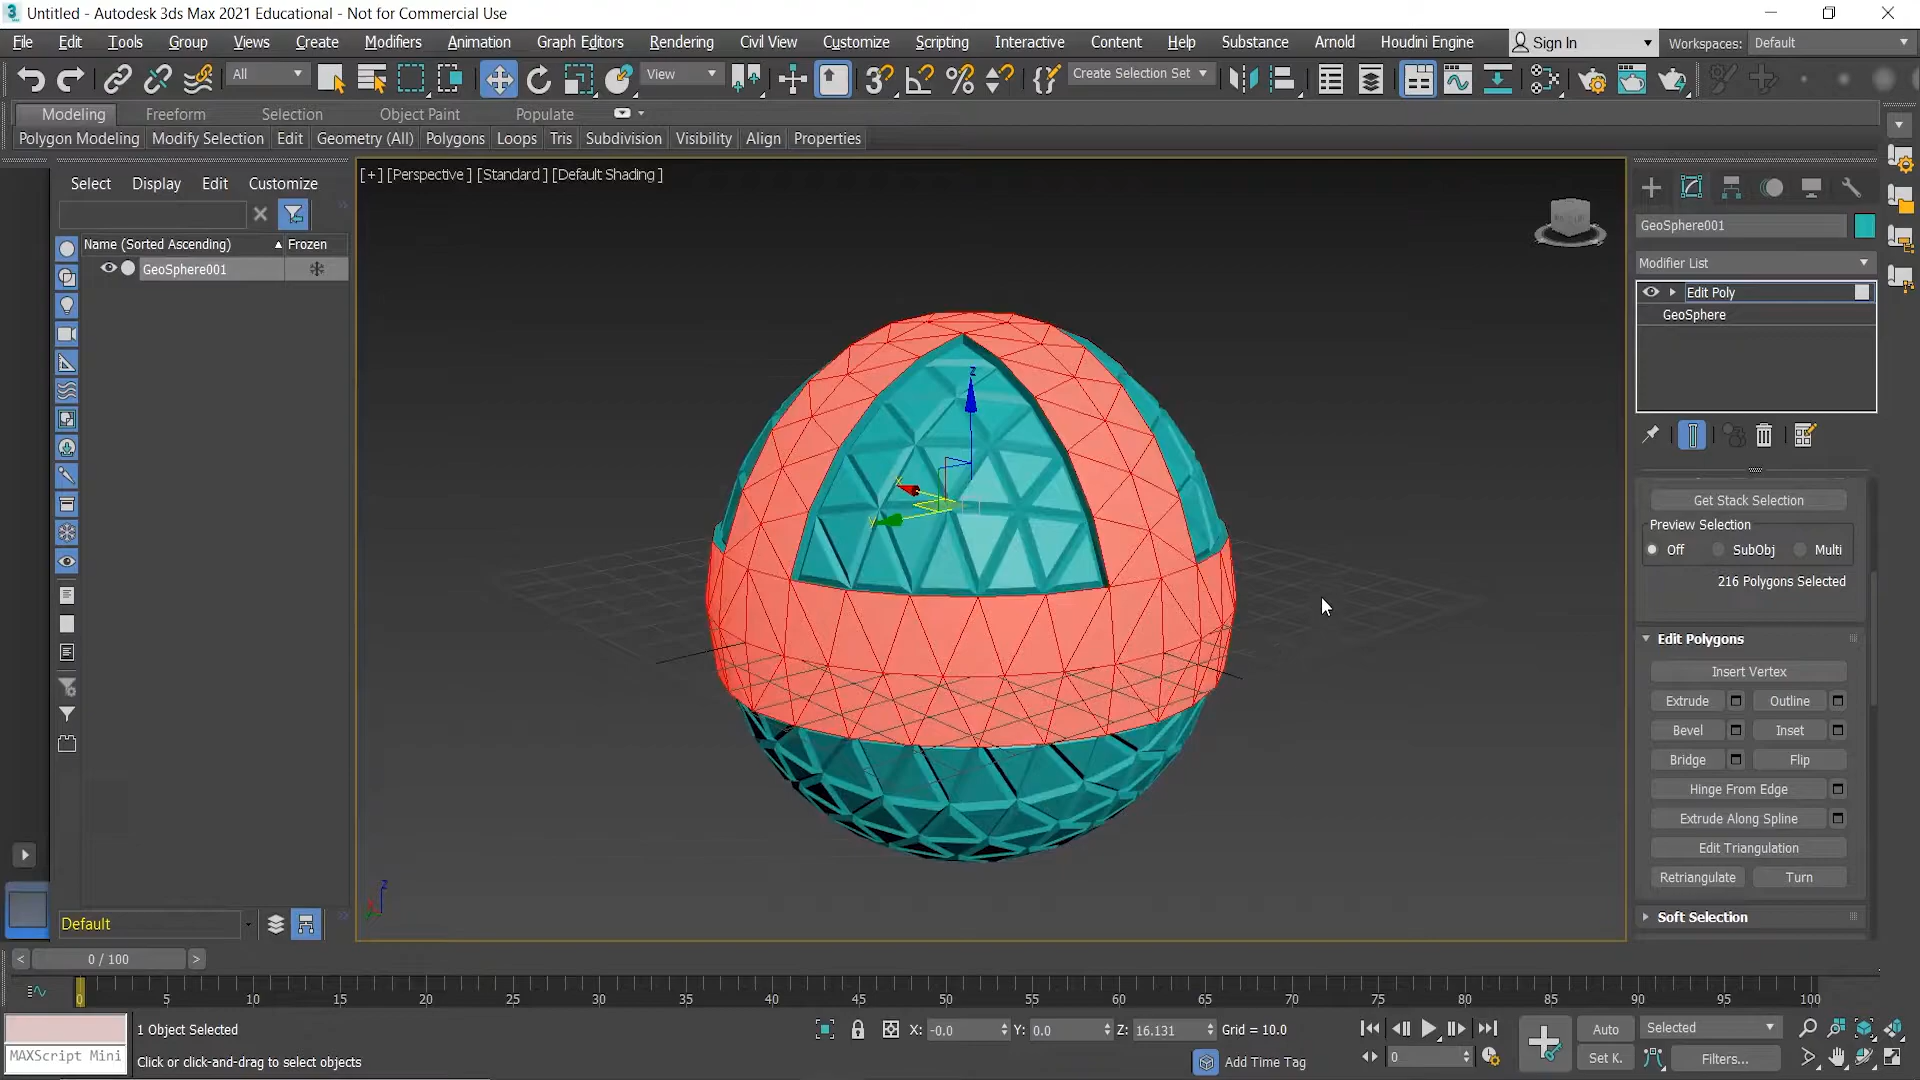 Untitled - Autodesk 3ds Max 2021 Educational - Not for Commercial Use
File Edit Tools Group Views Create Modifiers Animation Graph Editors Rendering Civil View Customize Scripting Interactive Content Help Substance Arnold Houdini Engine Sign In Workspaces: Default
All View Create Selection Set
Modeling Freeform Selection Object Paint Populate
Polygon Modeling Modify Selection Edit Geometry (All) Polygons Loops Tris Subdivision Visibility Align Properties
[ + ] [Perspective ] [Standard ] [Default Shading ]
Select Display Edit Customize
Name (Sorted Ascending) Frozen
GeoSphere001
GeoSphere001
Modifier List
Edit Poly
GeoSphere
Get Stack Selection
Preview Selection
Off SubObj Multi
216 Polygons Selected
Edit Polygons
Insert Vertex
Extrude Outline
Bevel Inset
Bridge Flip
Hinge From Edge
Extrude Along Spline
Edit Triangulation
Retriangulate Turn
Soft Selection
z
x
y
z
Default
0 / 100
0 5 10 15 20 25 30 35 40 45 50 55 60 65 70 75 80 85 90 95 100
1 Object Selected X: -0.0 Y: 0.0 Z: 16.131 Grid = 10.0 Auto Selected
MAXScript Mini Click or click-and-drag to select objects Add Time Tag 0 Set K. Filters...